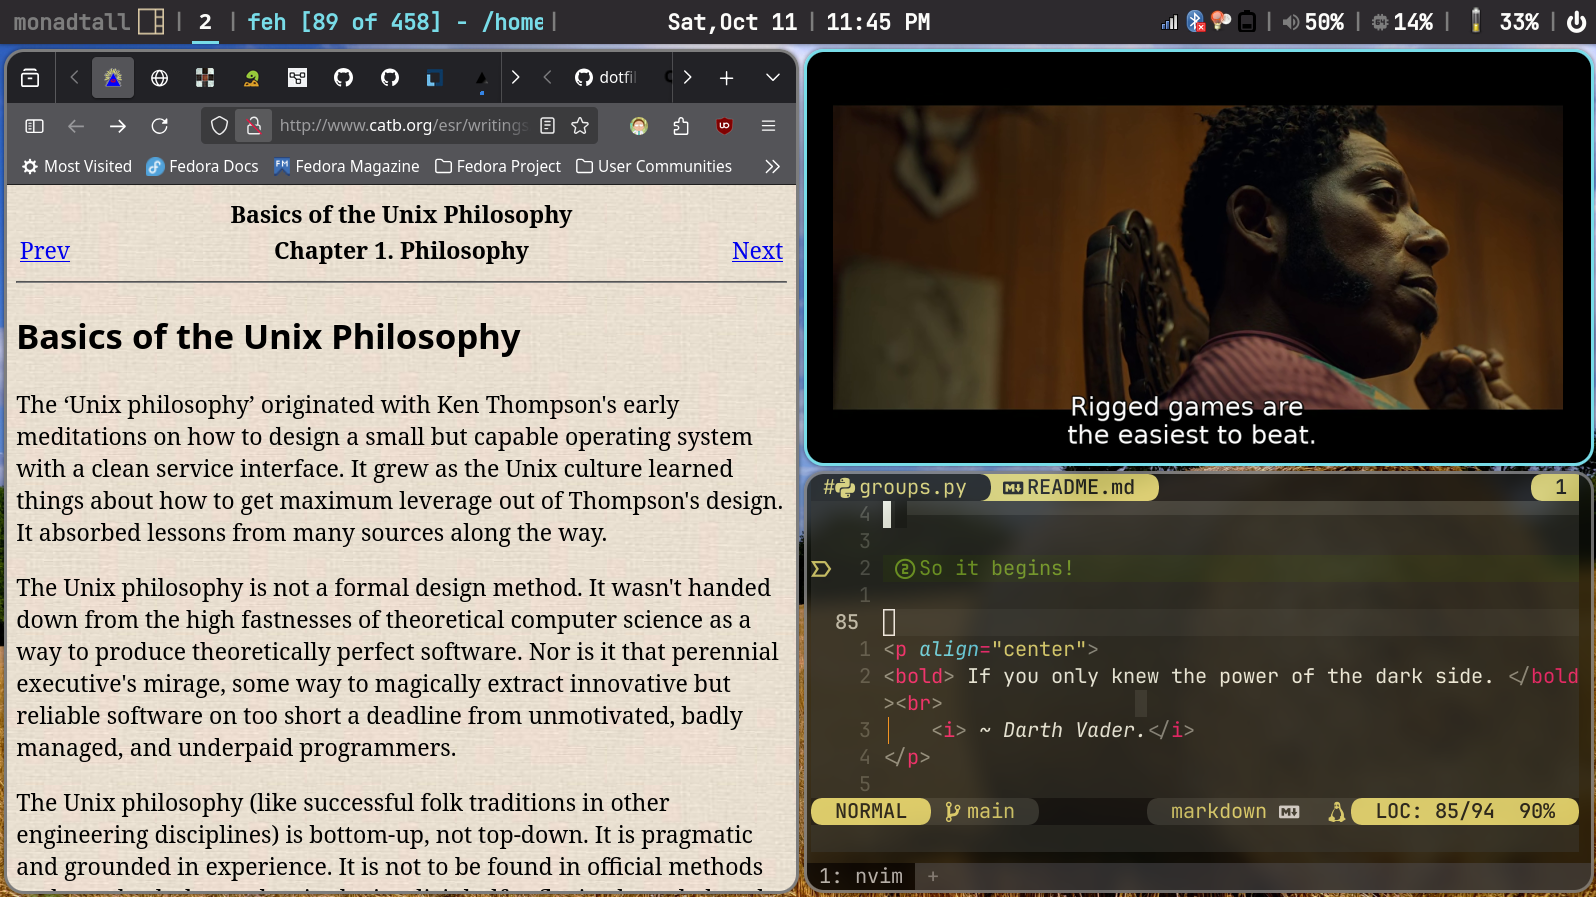 monadtall | 2 | feh [89 of 458] - /home |
Sat,Oct 11 | 11:45 PM
| 50% | 14% | 33% |
dotfil
http://www.catb.org/esr/writings
Most Visited Fedora Docs Fedora Magazine Fedora Project User Communities
Basics of the Unix Philosophy
Prev Chapter 1. Philosophy Next
Basics of the Unix Philosophy
The ‘Unix philosophy’ originated with Ken Thompson's early
meditations on how to design a small but capable operating system
with a clean service interface. It grew as the Unix culture learned
things about how to get maximum leverage out of Thompson's design.
It absorbed lessons from many sources along the way.
The Unix philosophy is not a formal design method. It wasn't handed
down from the high fastnesses of theoretical computer science as a
way to produce theoretically perfect software. Nor is it that perennial
executive's mirage, some way to magically extract innovative but
reliable software on too short a deadline from unmotivated, badly
managed, and underpaid programmers.
The Unix philosophy (like successful folk traditions in other
engineering disciplines) is bottom-up, not top-down. It is pragmatic
and grounded in experience. It is not to be found in official methods
Rigged games are
the easiest to beat.
# groups.py README.md 1
4
3
2 ② So it begins!
1
85
1 <p align="center">
2 <bold> If you only knew the power of the dark side. </bold
><br>
3 <i> ~ Darth Vader.</i>
4 </p>
5
NORMAL main markdown LOC: 85/94 90%
1: nvim +